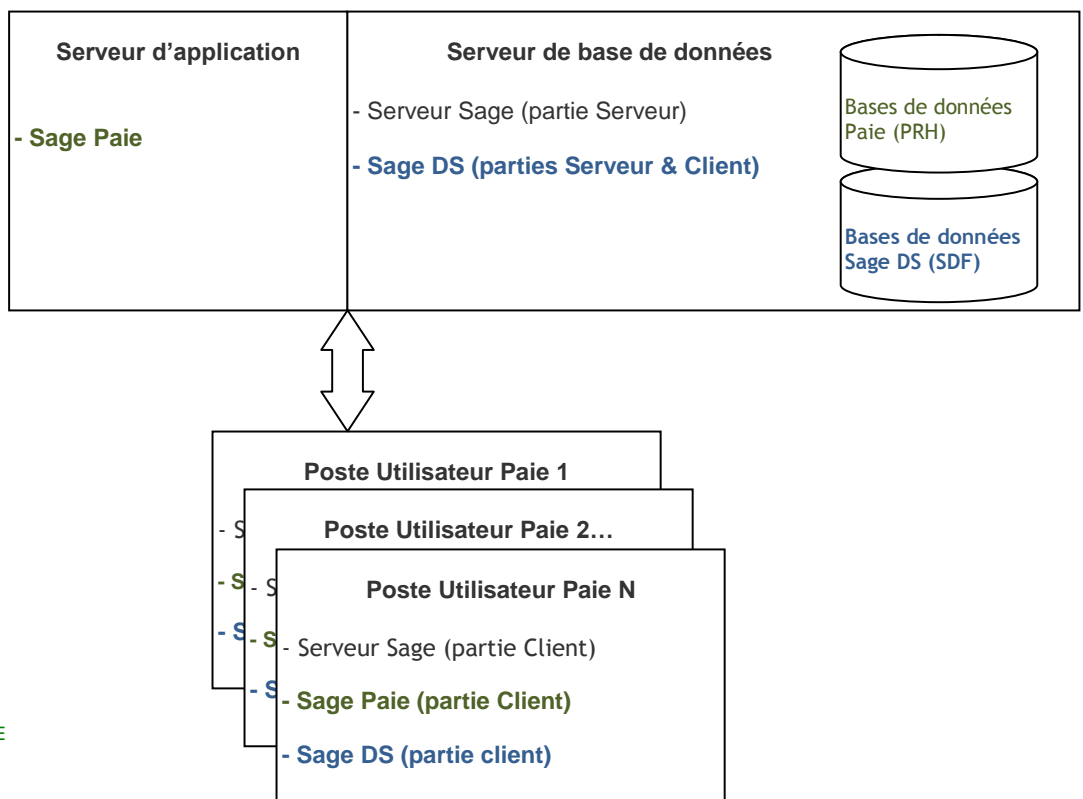 Serveur d'application
- Sage Paie
Serveur de base de données
- Serveur Sage (partie Serveur)
- Sage DS (parties Serveur & Client)
Bases de données
Paie (PRH)
Bases de données
Sage DS (SDF)
Poste Utilisateur Paie 1
- S
- S
- S
Poste Utilisateur Paie 2…
- S
- S
- S
Poste Utilisateur Paie N
- Serveur Sage (partie Client)
- Sage Paie (partie Client)
- Sage DS (partie client)
E